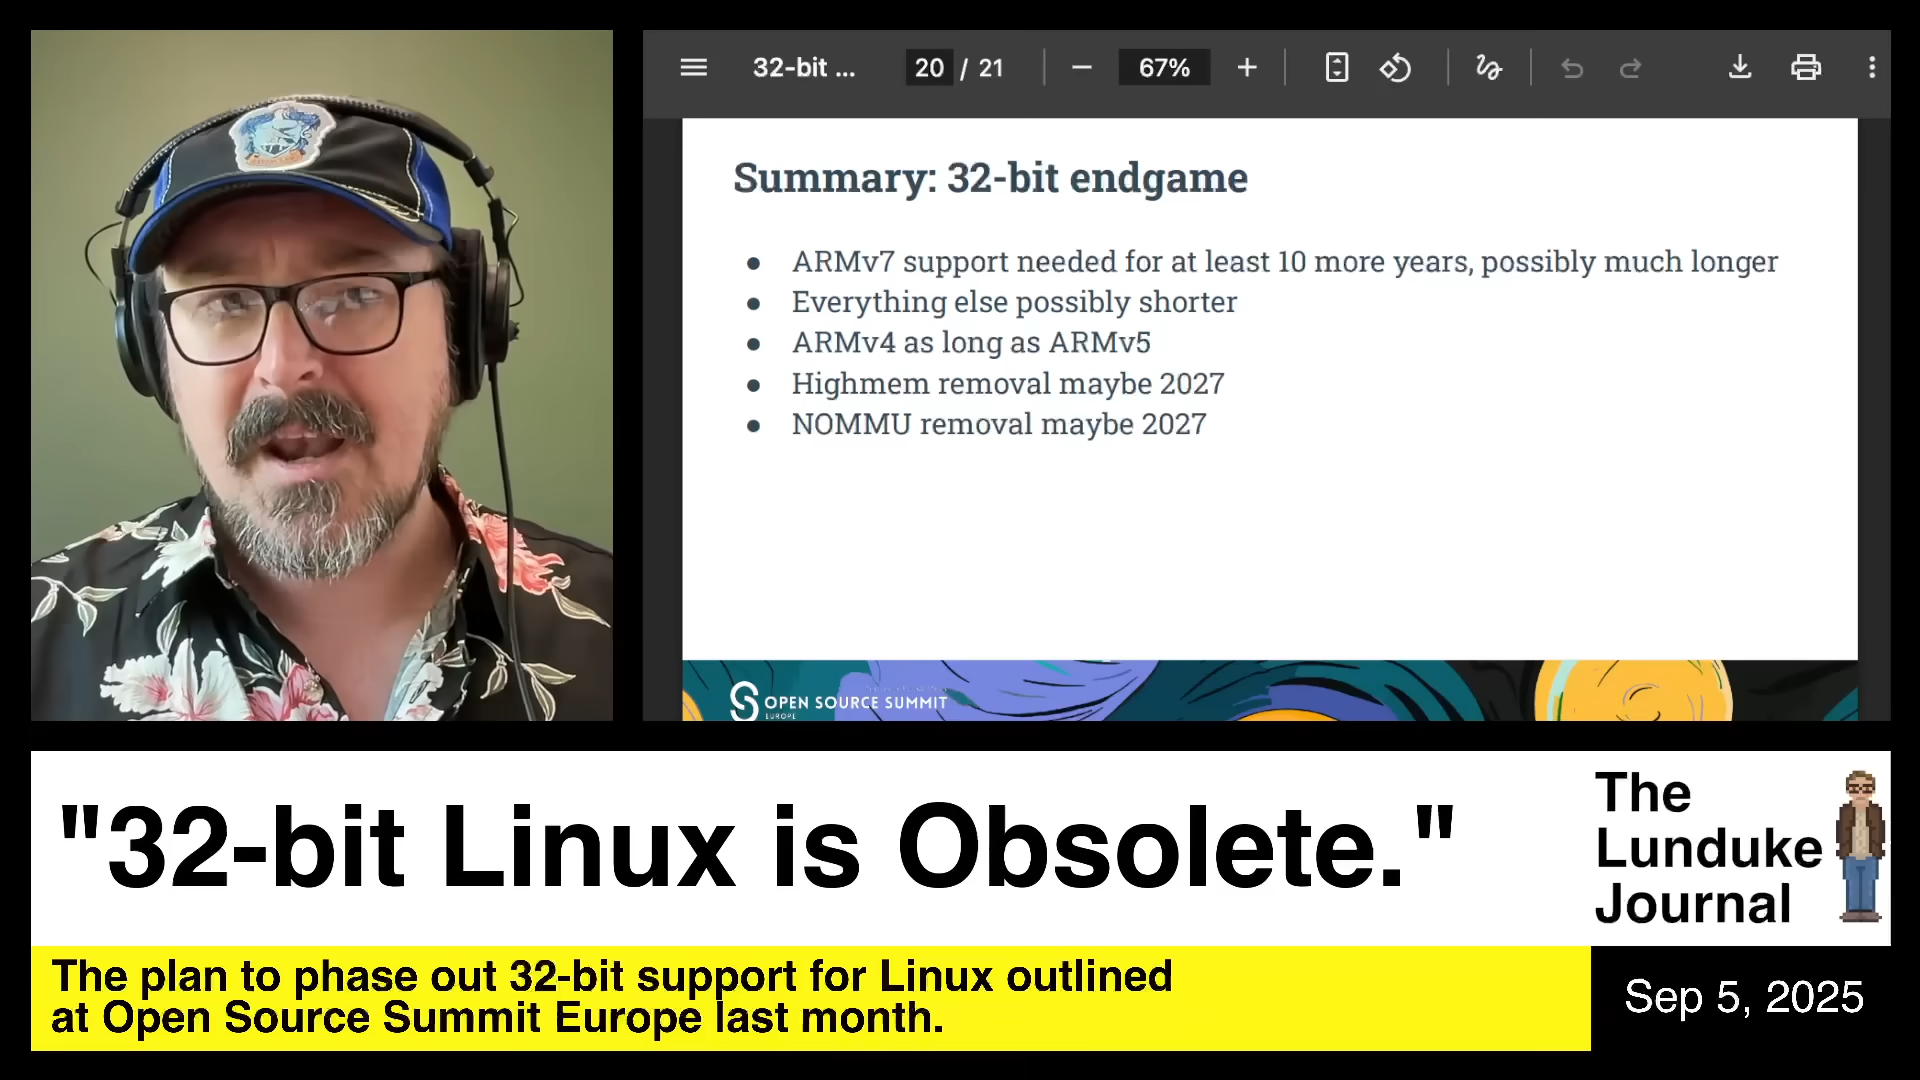 32-bit ...
20 / 21
67%
Summary: 32-bit endgame
● ARMv7 support needed for at least 10 more years, possibly much longer
● Everything else possibly shorter
● ARMv4 as long as ARMv5
● Highmem removal maybe 2027
● NOMMU removal maybe 2027
OPEN SOURCE SUMMIT
EUROPE
"32-bit Linux is Obsolete."
The
Lunduke
Journal
The plan to phase out 32-bit support for Linux outlined
at Open Source Summit Europe last month.
Sep 5, 2025